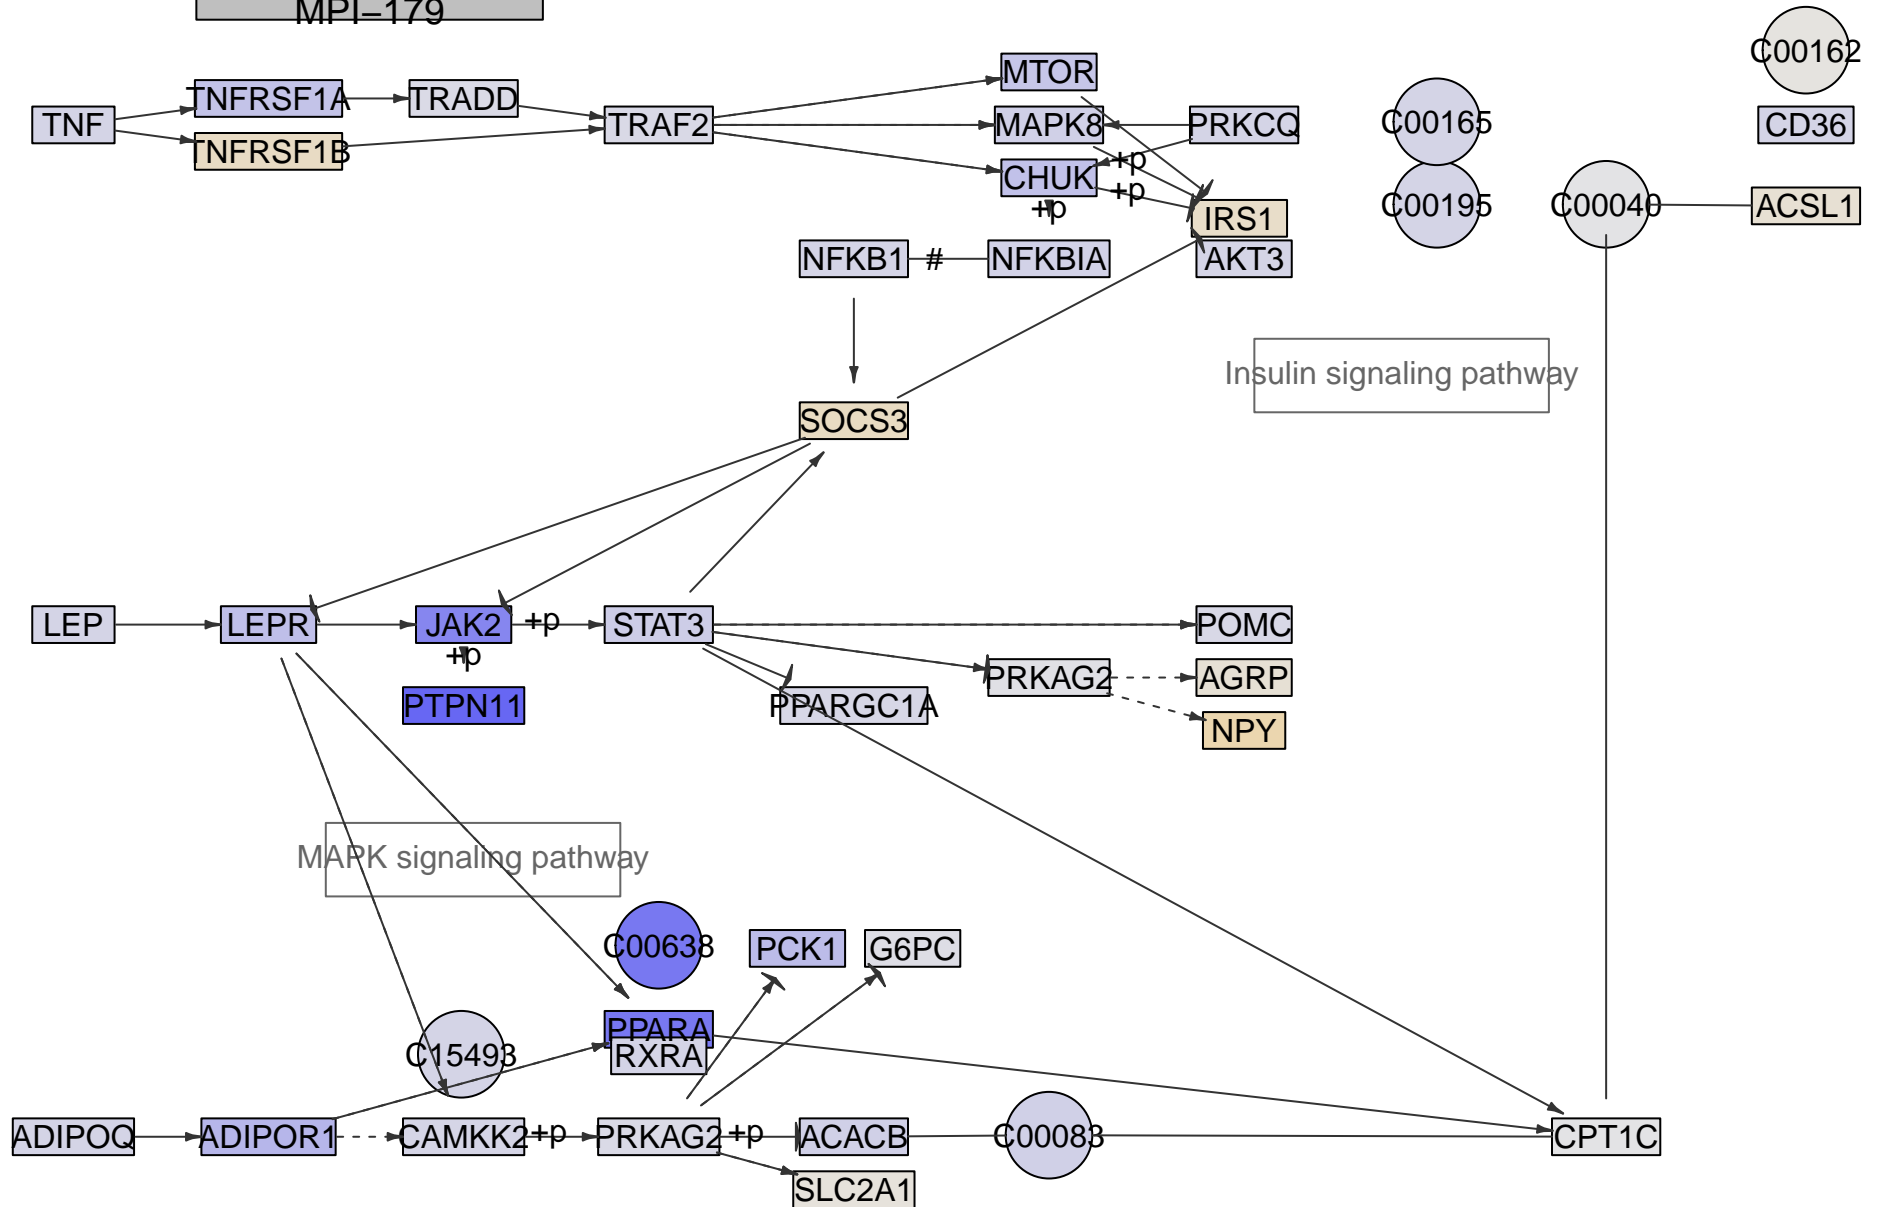 MPI–179
C00162
MTOR
TNFRSF1A
TRADD
TNF
TRAF2
MAPK8
PRKCQ
C00165
CD36
TNFRSF1B
+p
CHUK
+p
+p
IRS1
C00195
C00040
ACSL1
NFKB1
#
NFKBIA
AKT3
Insulin signaling pathway
SOCS3
LEP
LEPR
JAK2
+p
STAT3
POMC
+p
PRKAG2
AGRP
PTPN11
PPARGC1A
NPY
MAPK signaling pathway
C00638
PCK1
G6PC
PPARA
C15493
RXRA
ADIPOQ
ADIPOR1
CAMKK2
+p
PRKAG2
+p
ACACB
C00083
CPT1C
SLC2A1